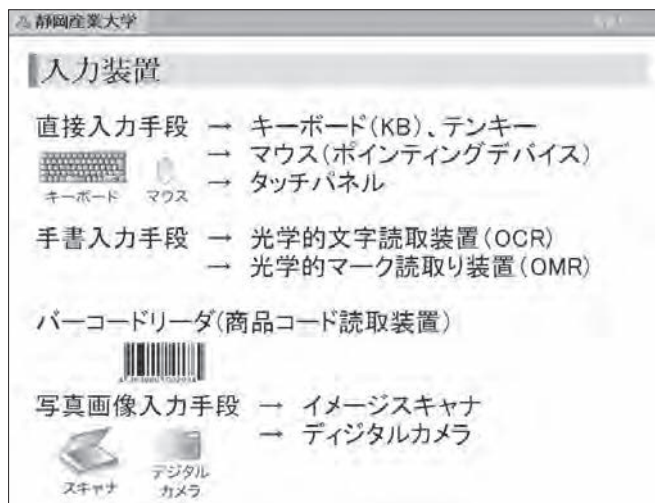 静岡産業大学
入力装置
直接入力手段 → キーボード(KB)、テンキー
→ マウス(ポインティングデバイス)
→ タッチパネル
キーボード マウス
手書入力手段 → 光学的文字読取装置(OCR)
→ 光学的マーク読取り装置(OMR)
バーコードリーダ(商品コード読取装置)
写真画像入力手段 → イメージスキャナ
→ ディジタルカメラ
スキャナ
デジタル
カメラ